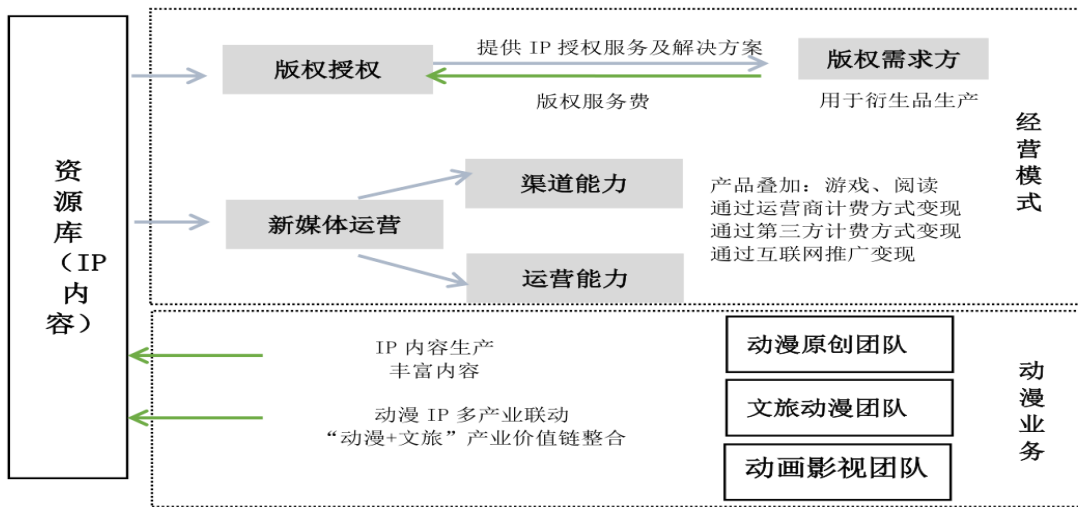 资
源
库
（IP
内
容）
版权授权
提供 IP 授权服务及解决方案
版权服务费
版权需求方
用于衍生品生产
新媒体运营
渠道能力
运营能力
产品叠加：游戏、阅读
通过运营商计费方式变现
通过第三方计费方式变现
通过互联网推广变现
经
营
模
式
IP 内容生产
丰富内容
动漫 IP 多产业联动
“动漫+文旅”产业价值链整合
动漫原创团队
文旅动漫团队
动画影视团队
动
漫
业
务